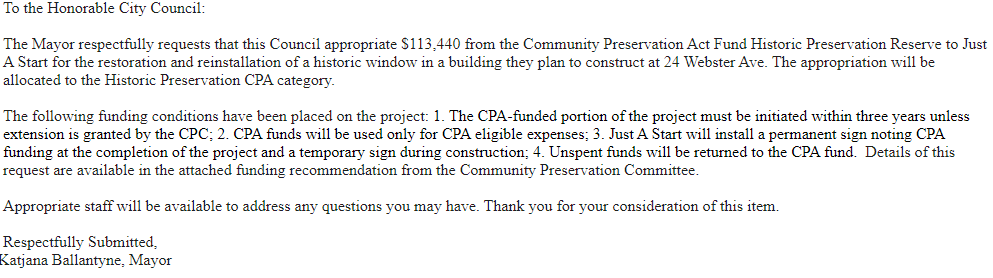 To the Honorable City Council:
The Mayor respectfully requests that this Council appropriate $113,440 from the Community Preservation Act Fund Historic Preservation Reserve to Just
A Start for the restoration and reinstallation of a historic window in a building they plan to construct at 24 Webster Ave. The appropriation will be
allocated to the Historic Preservation CPA category.
The following funding conditions have been placed on the project: 1. The CPA-funded portion of the project must be initiated within three years unless
extension is granted by the CPC; 2. CPA funds will be used only for CPA eligible expenses; 3. Just A Start will install a permanent sign noting CPA
funding at the completion of the project and a temporary sign during construction; 4. Unspent funds will be returned to the CPA fund.  Details of this
request are available in the attached funding recommendation from the Community Preservation Committee.
Appropriate staff will be available to address any questions you may have. Thank you for your consideration of this item.
Respectfully Submitted,
Katjana Ballantyne, Mayor